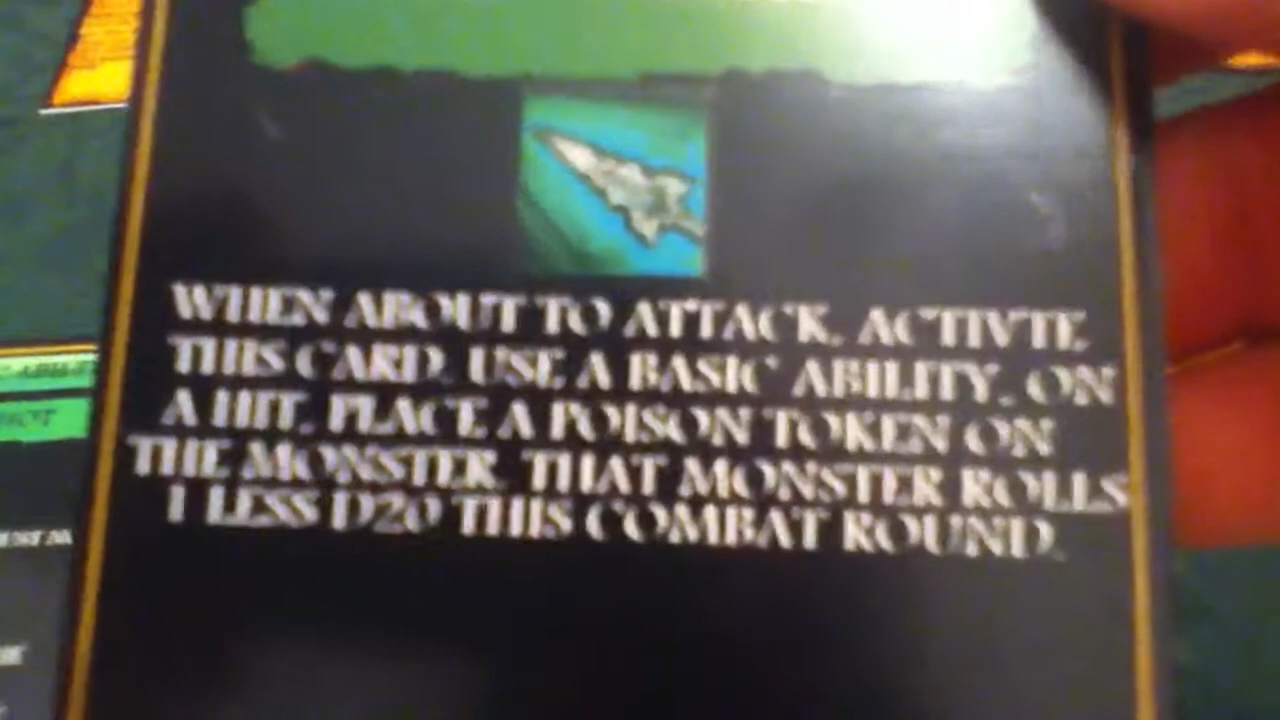 WHEN ABOUT TO ATTACK, ACTIVTE
THIS CARD. USE A BASIC ABILITY. ON
A HIT, PLACE A POISON TOKEN ON
THE MONSTER. THAT MONSTER ROLLS
1 LESS D20 THIS COMBAT ROUND.